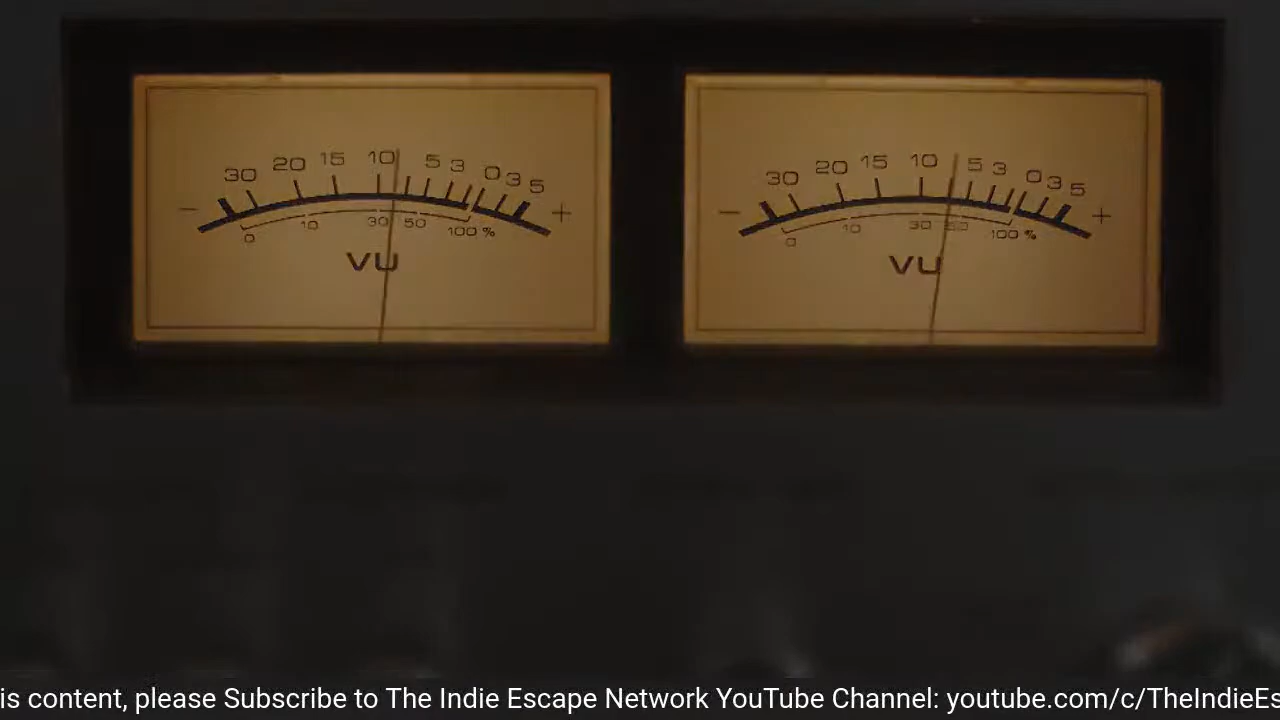 30 20 15 10 5 3 0 3 5
− +
0 10 30 50 100 %
VU
30 20 15 10 5 3 0 3 5
− +
0 10 30 50 100 %
VU
is content, please Subscribe to The Indie Escape Network YouTube Channel: youtube.com/c/TheIndieEs